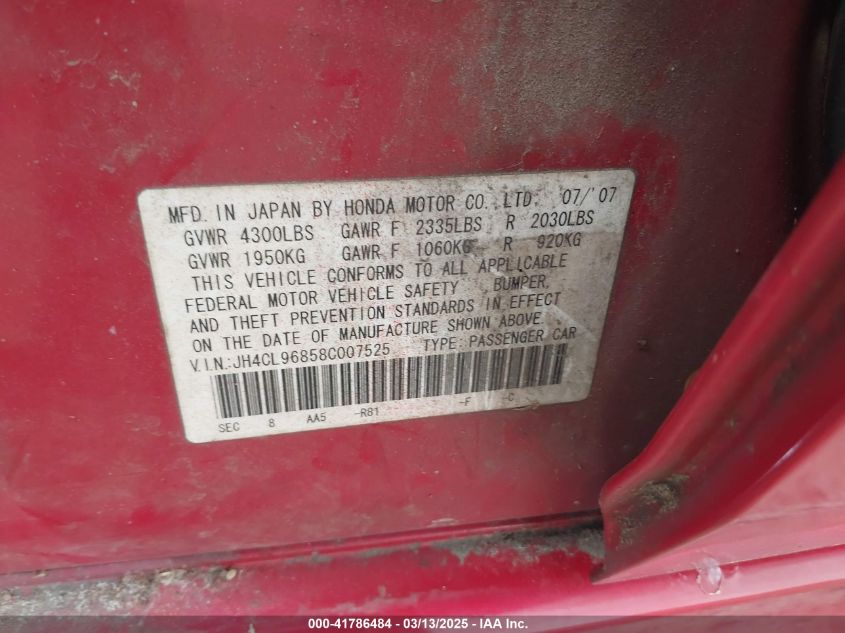 MFD. IN JAPAN BY HONDA MOTOR CO., LTD. 07/'07
GVWR 4300LBS GAWR F 2335LBS R 2030LBS
GVWR 1950KG GAWR F 1060KG R 920KG
THIS VEHICLE CONFORMS TO ALL APPLICABLE
FEDERAL MOTOR VEHICLE SAFETY, BUMPER,
AND THEFT PREVENTION STANDARDS IN EFFECT
ON THE DATE OF MANUFACTURE SHOWN ABOVE.
V.I.N.:JH4CL96858C007525 TYPE: PASSENGER CAR
SEC 8 AA5 -R81 -F -C
000-41786484 - 03/13/2025 - IAA